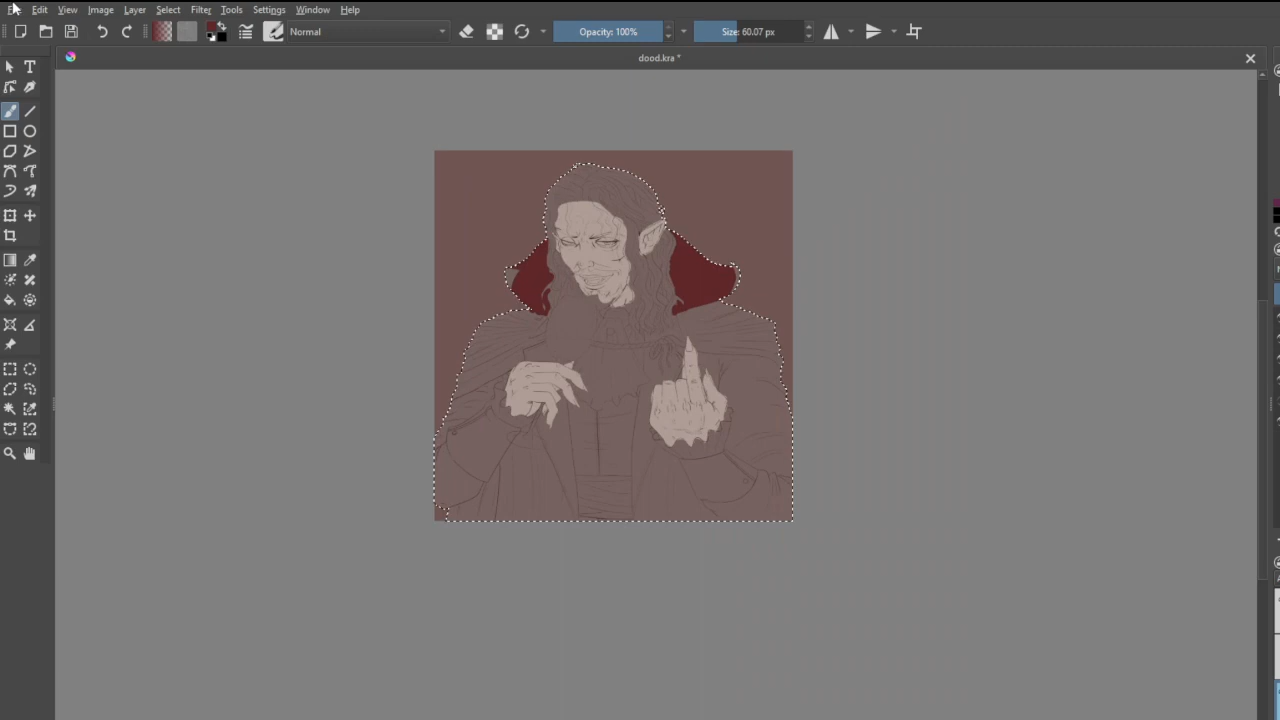 Edit View Image Layer Select Filter Tools Settings Window Help
Normal Opacity: 100% Size: 60.07 px
dood.kra *